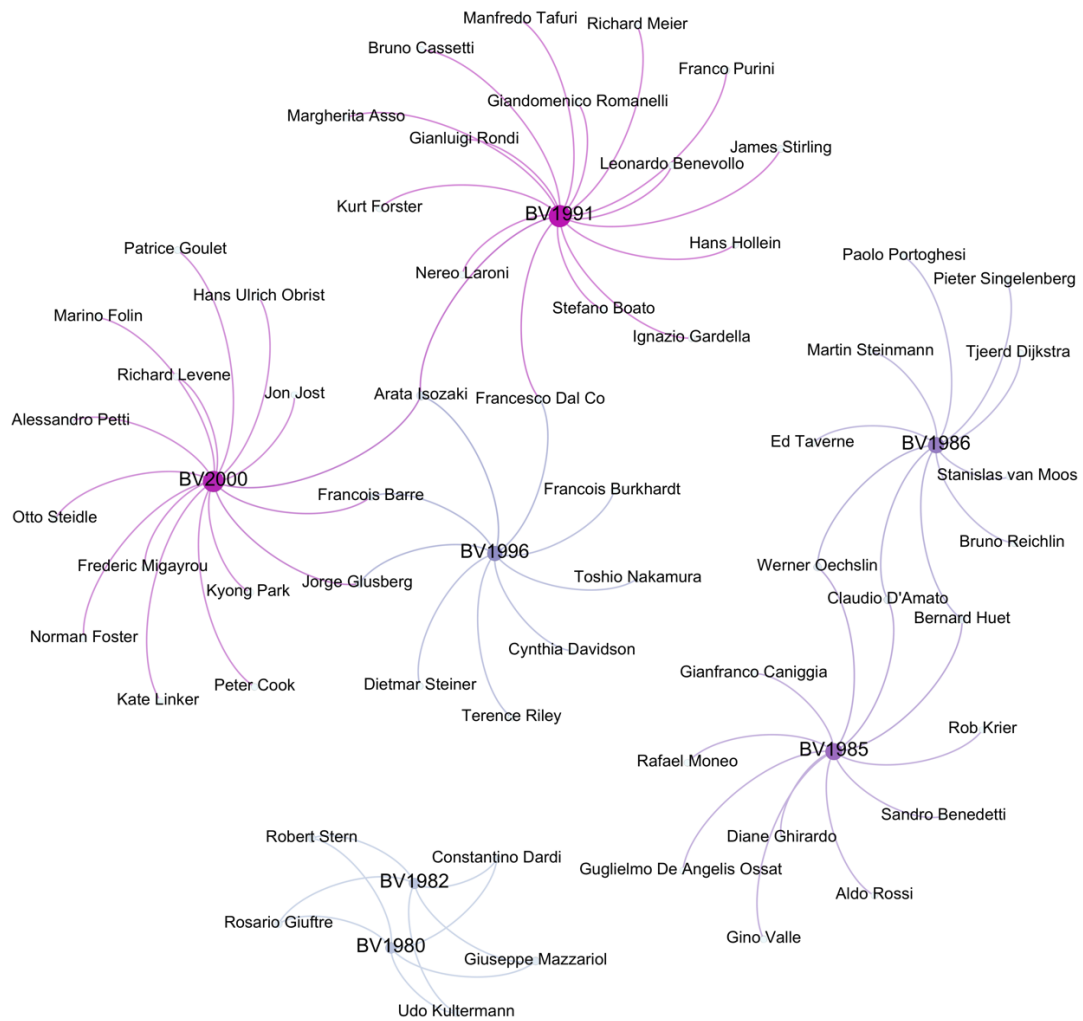 Manfredo Tafuri
Richard Meier
Bruno Cassetti
Franco Purini
Giandomenico Romanelli
Margherita Asso
Gianluigi Rondi
James Stirling
Leonardo Benevollo
Kurt Forster
BV1991
Hans Hollein
Patrice Goulet
Paolo Portoghesi
Nereo Laroni
Pieter Singelenberg
Hans Ulrich Obrist
Stefano Boato
Marino Folin
Ignazio Gardella
Martin Steinmann
Tjeerd Dijkstra
Richard Levene
Jon Jost
Arata Isozaki
Francesco Dal Co
Alessandro Petti
Ed Taverne
BV1986
Stanislas van Moos
BV2000
Francois Barre
Francois Burkhardt
Otto Steidle
Bruno Reichlin
BV1996
Frederic Migayrou
Werner Oechslin
Toshio Nakamura
Jorge Glusberg
Kyong Park
Claudio D'Amato
Bernard Huet
Norman Foster
Cynthia Davidson
Gianfranco Caniggia
Peter Cook
Dietmar Steiner
Kate Linker
Terence Riley
Rob Krier
BV1985
Rafael Moneo
Sandro Benedetti
Robert Stern
Diane Ghirardo
Constantino Dardi
Guglielmo De Angelis Ossat
BV1982
Aldo Rossi
Rosario Giuftre
Gino Valle
BV1980
Giuseppe Mazzariol
Udo Kultermann